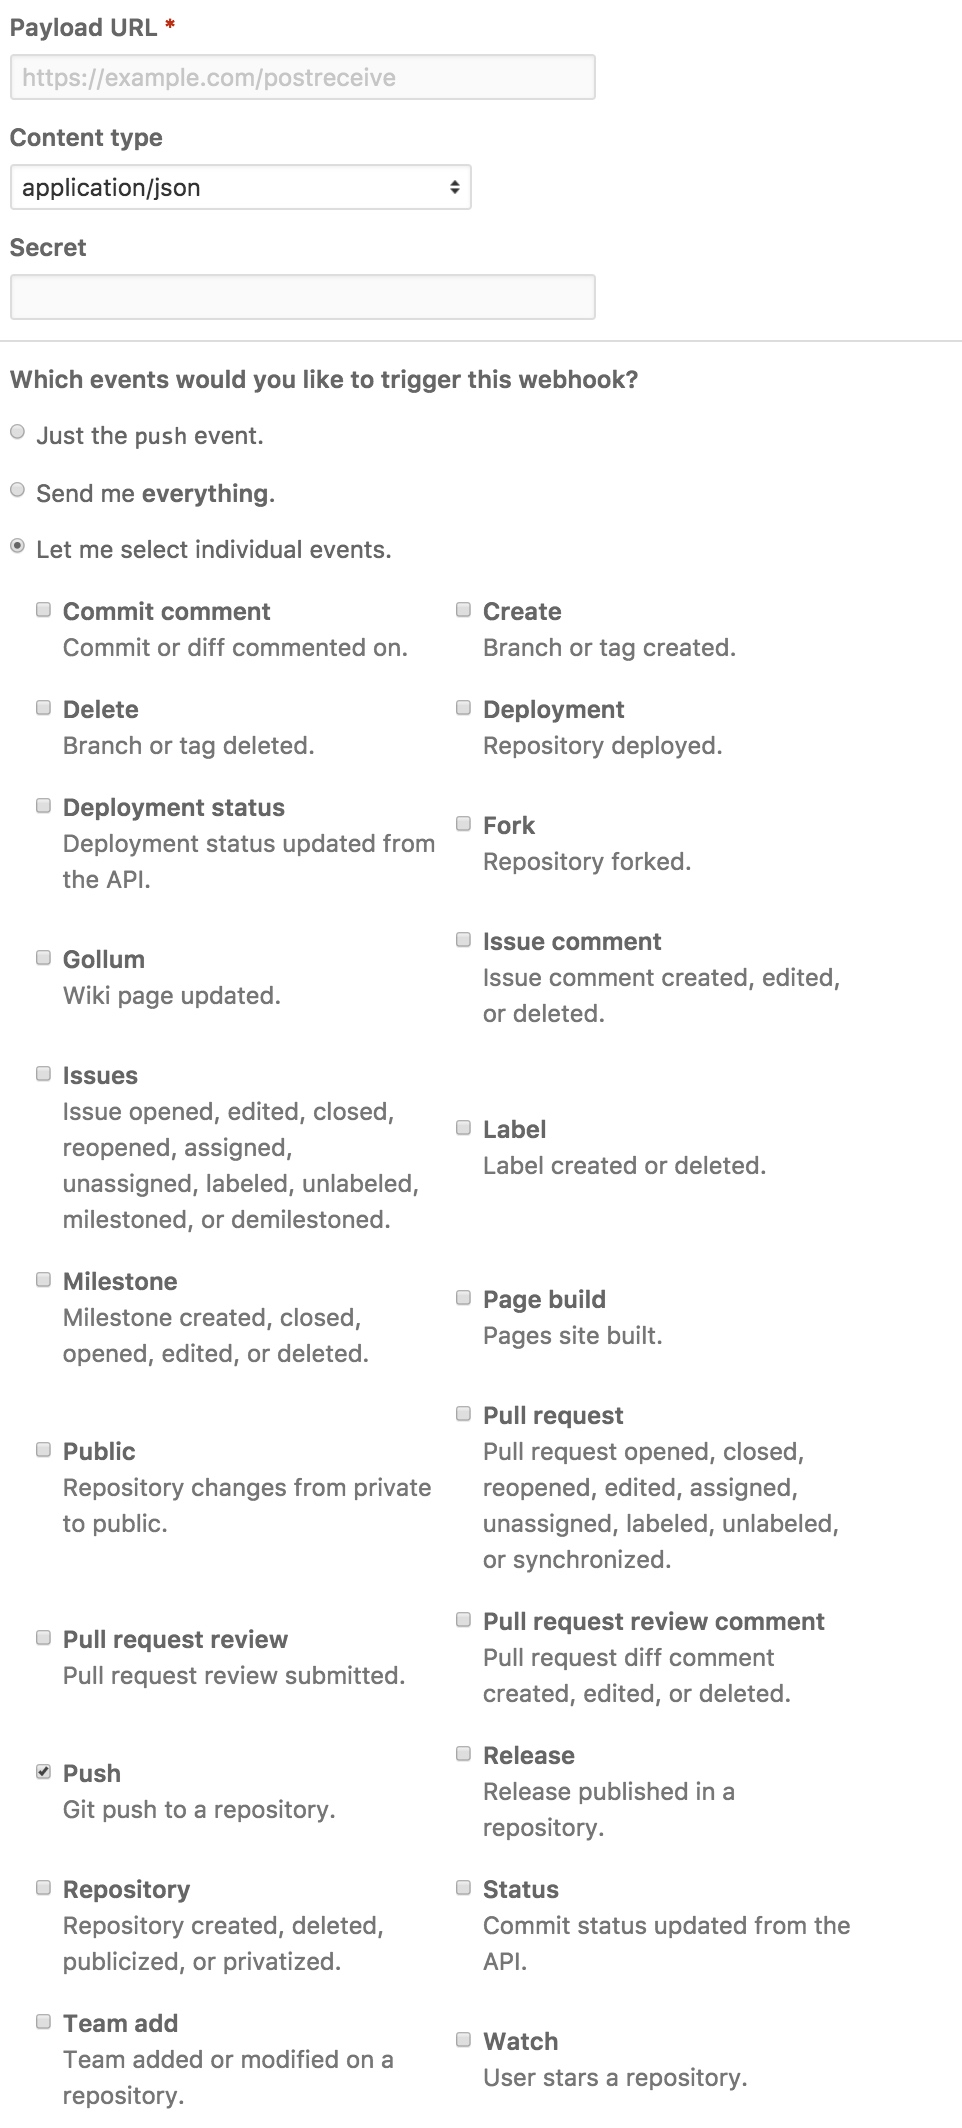 Payload URL *
https://example.com/postreceive
Content type
application/json
Secret
Which events would you like to trigger this webhook?
Just the push event.
Send me everything.
Let me select individual events.
Commit comment
Commit or diff commented on.
Create
Branch or tag created.
Delete
Branch or tag deleted.
Deployment
Repository deployed.
Deployment status
Deployment status updated from
the API.
Fork
Repository forked.
Gollum
Wiki page updated.
Issue comment
Issue comment created, edited,
or deleted.
Issues
Issue opened, edited, closed,
reopened, assigned,
unassigned, labeled, unlabeled,
milestoned, or demilestoned.
Label
Label created or deleted.
Milestone
Milestone created, closed,
opened, edited, or deleted.
Page build
Pages site built.
Public
Repository changes from private
to public.
Pull request
Pull request opened, closed,
reopened, edited, assigned,
unassigned, labeled, unlabeled,
or synchronized.
Pull request review
Pull request review submitted.
Pull request review comment
Pull request diff comment
created, edited, or deleted.
Push
Git push to a repository.
Release
Release published in a
repository.
Repository
Repository created, deleted,
publicized, or privatized.
Status
Commit status updated from the
API.
Team add
Team added or modified on a
repository.
Watch
User stars a repository.